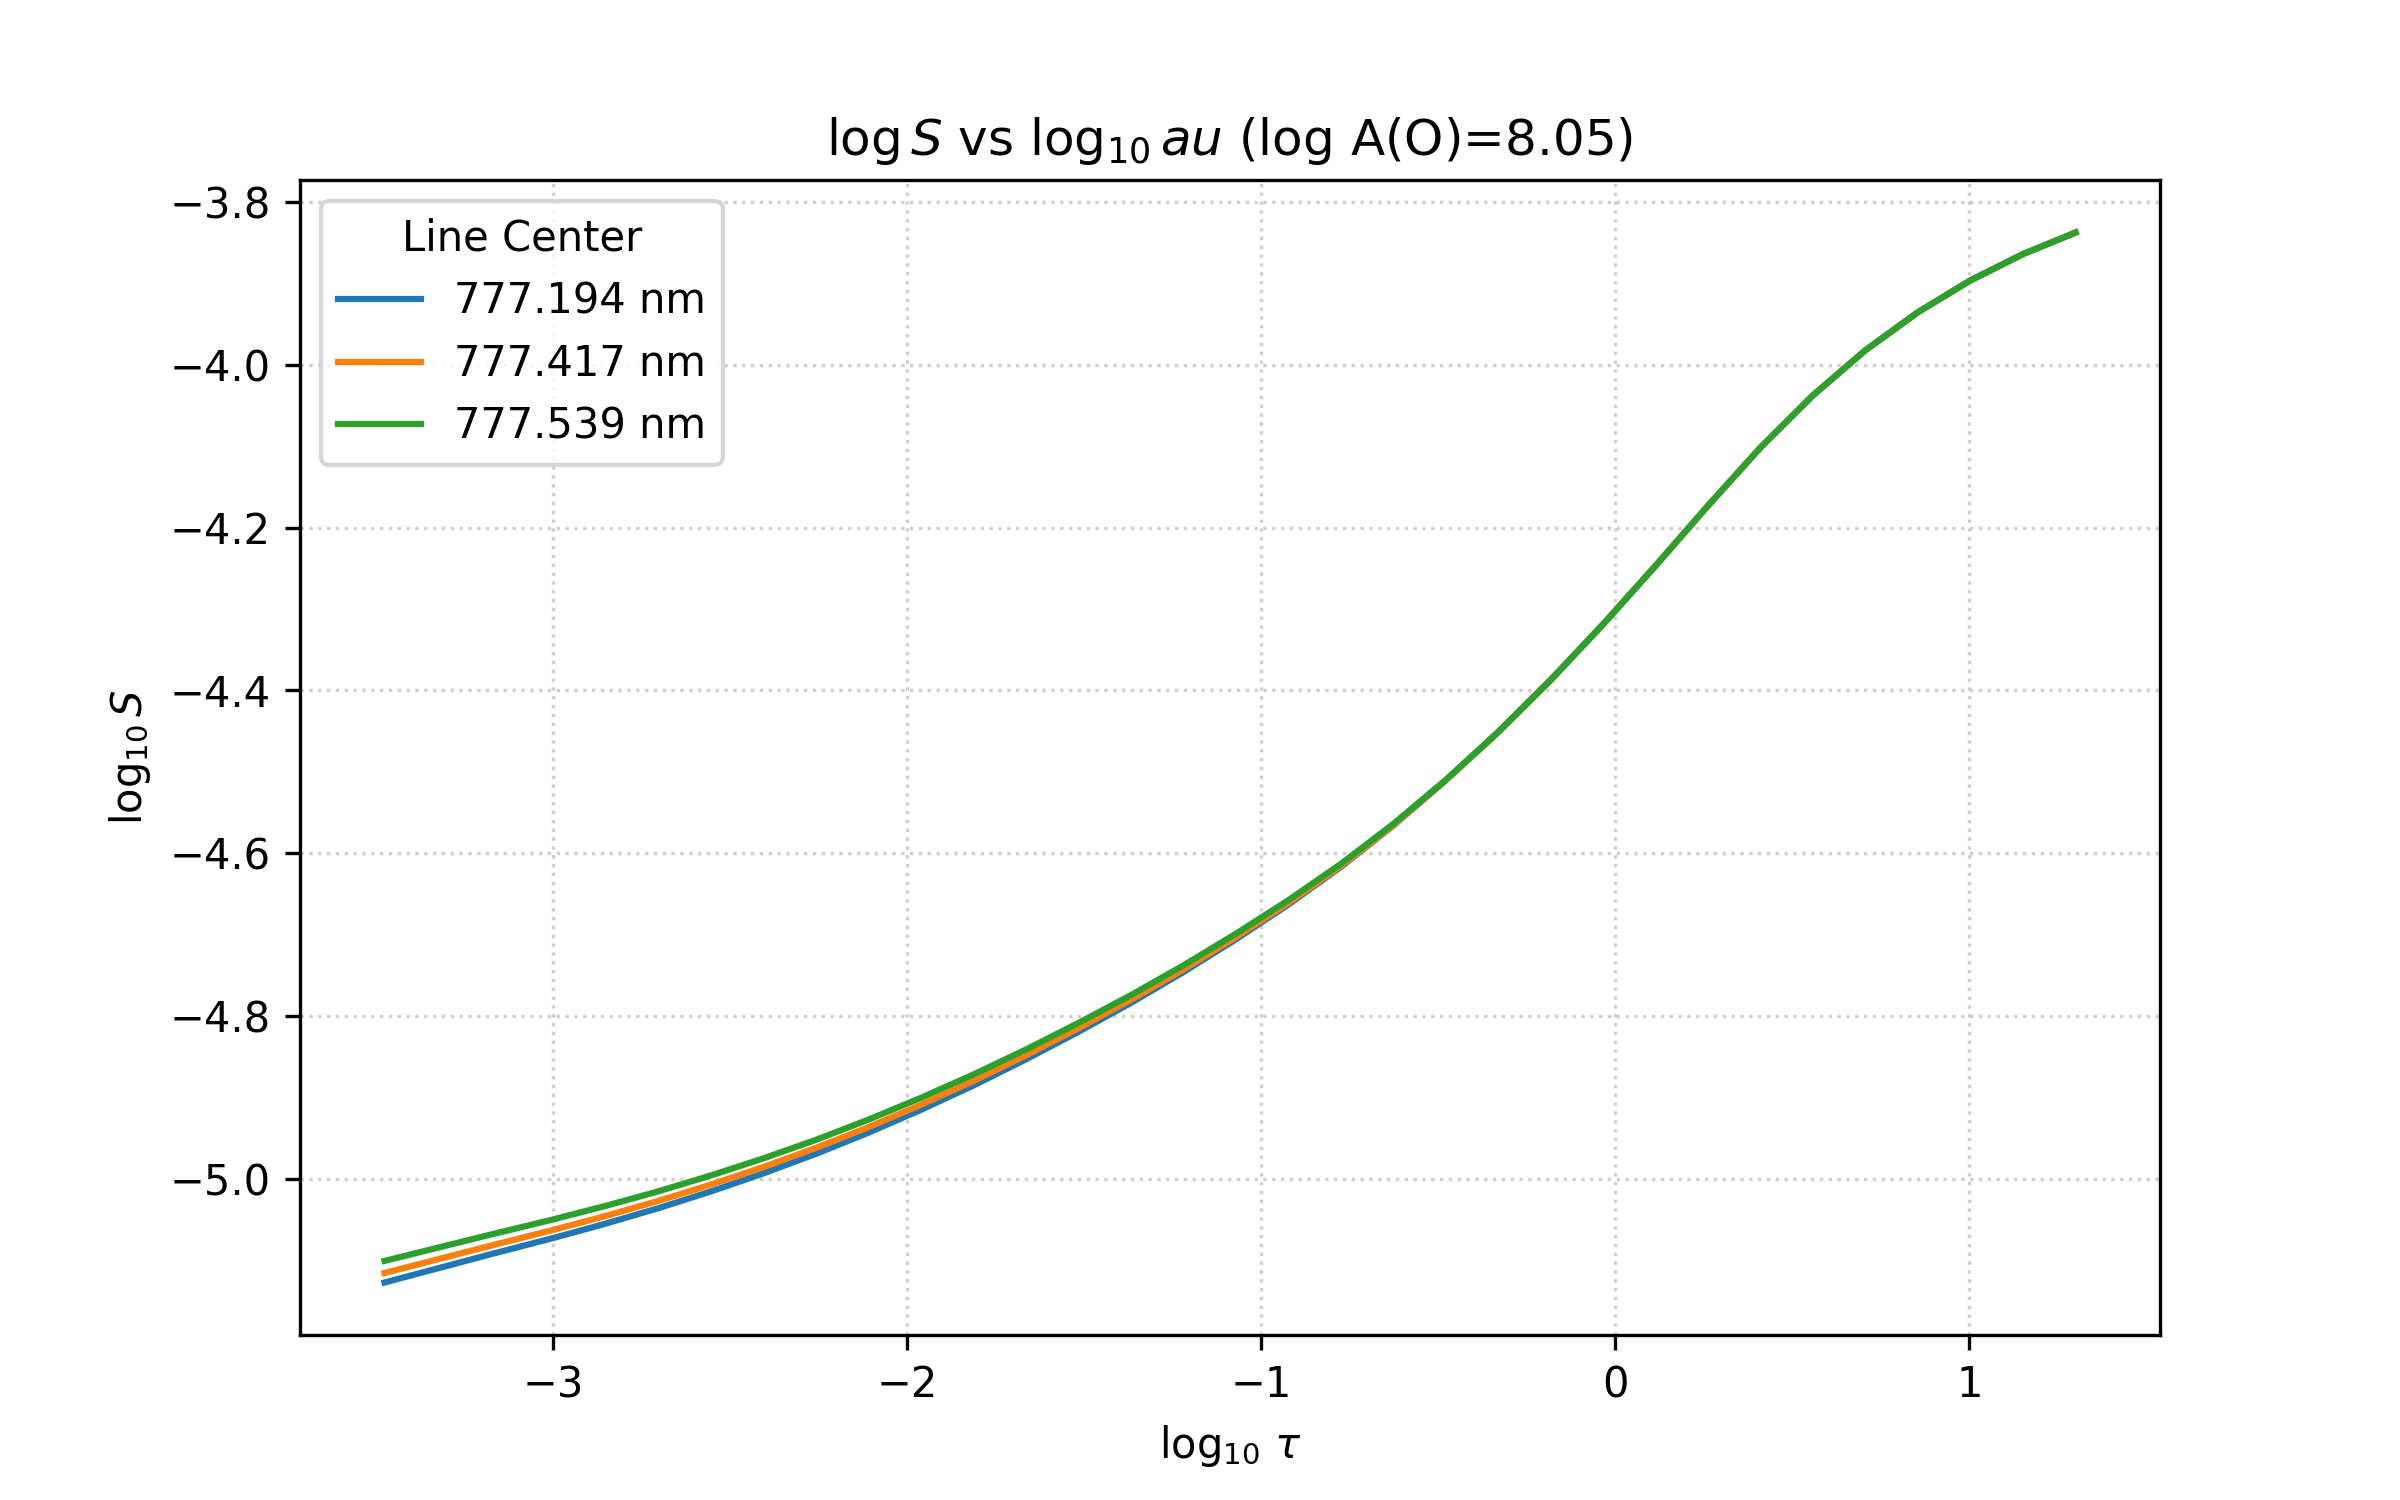 log S vs log₁₀ au (log A(O)=8.05)
Line Center
777.194 nm
777.417 nm
777.539 nm
−3.8
−4.0
−4.2
−4.4
−4.6
−4.8
−5.0
log₁₀ S
−3 −2 −1 0 1
log₁₀ τ